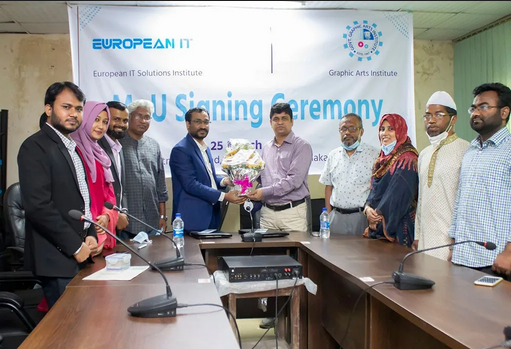 EUROPEAN IT
European IT Solutions Institute
Graphic Arts Institute
MoU Signing Ceremony
25